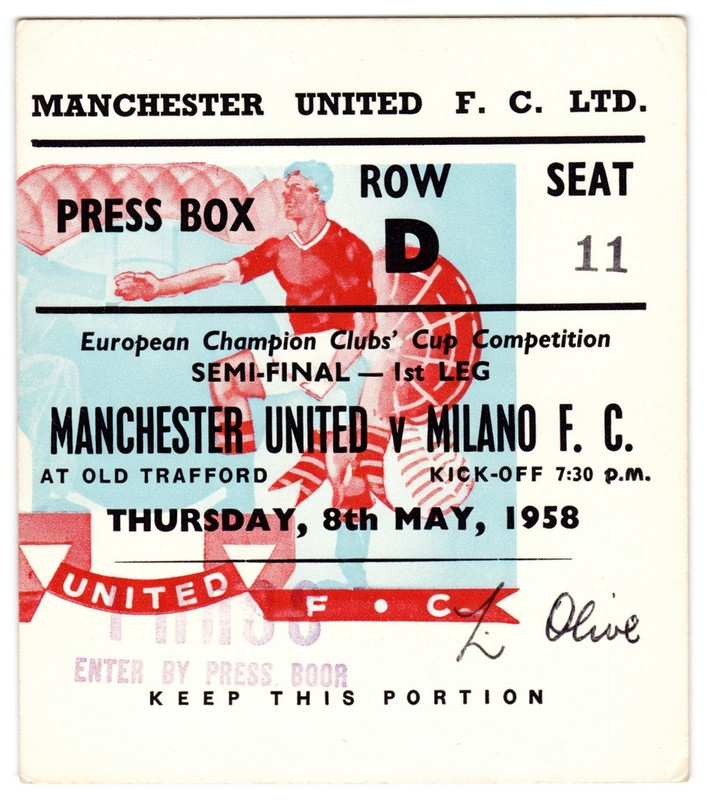 MANCHESTER UNITED F. C. LTD.
PRESS BOX
ROW
D
SEAT
11
European Champion Clubs' Cup Competition
SEMI-FINAL — 1st LEG
MANCHESTER UNITED v MILANO F. C.
AT OLD TRAFFORD KICK-OFF 7:30 p.m.
THURSDAY, 8th MAY, 1958
UNITED F • C.
L. Olive
PRESS
ENTER BY PRESS BOOR
KEEP THIS PORTION